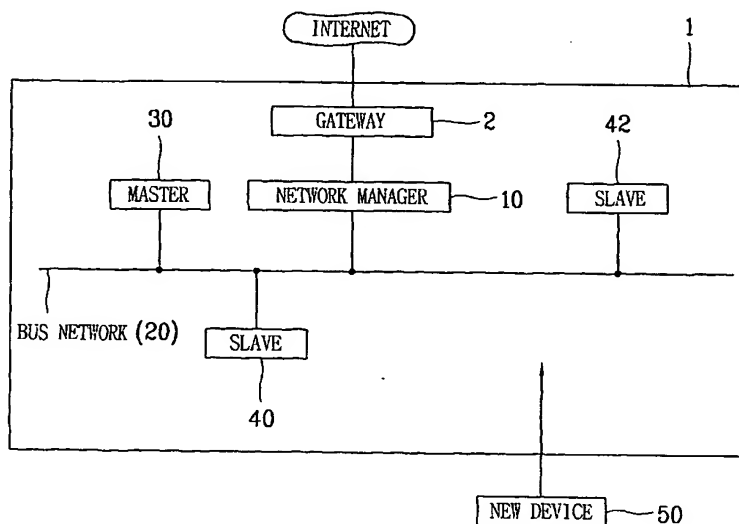 INTERNET
1
30
GATEWAY
2
42
MASTER
NETWORK MANAGER
10
SLAVE
BUS NETWORK (20)
SLAVE
40
NEW DEVICE
50